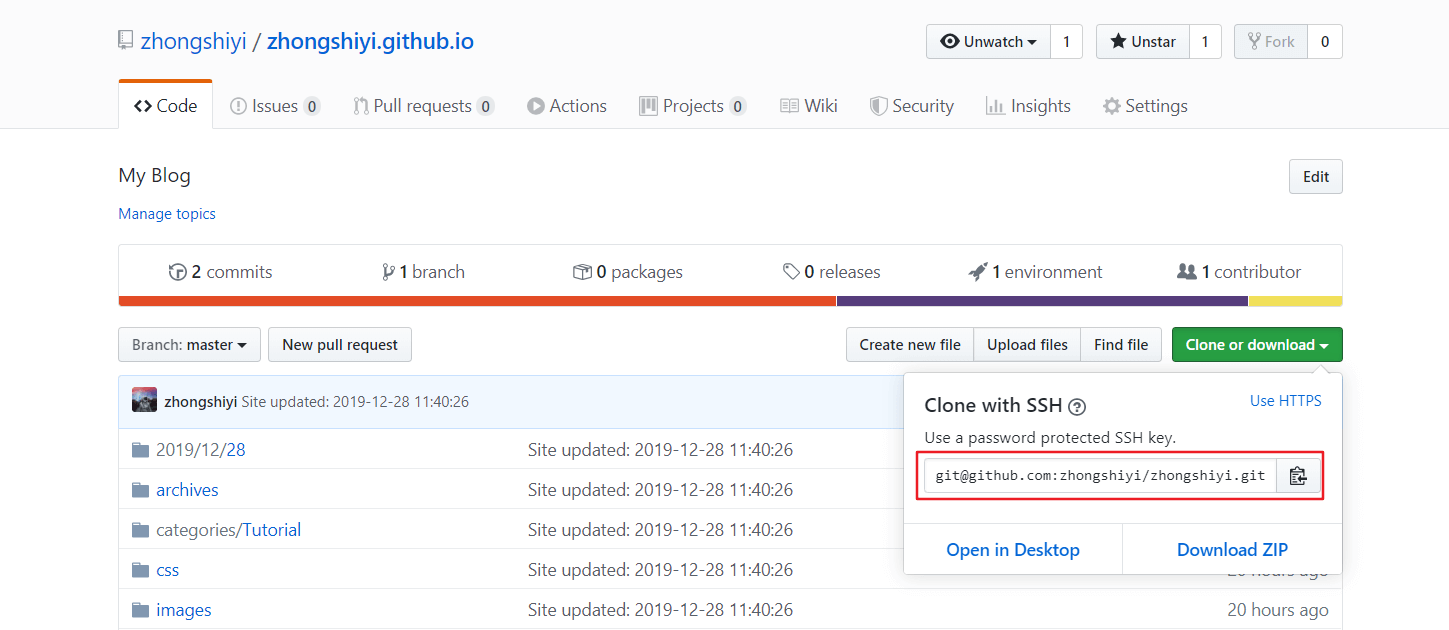 zhongshiyi / zhongshiyi.github.io
Unwatch 1 Unstar 1 Fork 0
Code Issues 0 Pull requests 0 Actions Projects 0 Wiki Security Insights Settings
My Blog
Edit
Manage topics
2 commits 1 branch 0 packages 0 releases 1 environment 1 contributor
Branch: master New pull request Create new file Upload files Find file Clone or download
zhongshiyi Site updated: 2019-12-28 11:40:26
Clone with SSH ? Use HTTPS
Use a password protected SSH key.
git@github.com:zhongshiyi/zhongshiyi.git
Open in Desktop Download ZIP
2019/12/28 Site updated: 2019-12-28 11:40:26
archives Site updated: 2019-12-28 11:40:26
categories/Tutorial Site updated: 2019-12-28 11:40:26
css Site updated: 2019-12-28 11:40:26 20 hours ago
images Site updated: 2019-12-28 11:40:26 20 hours ago